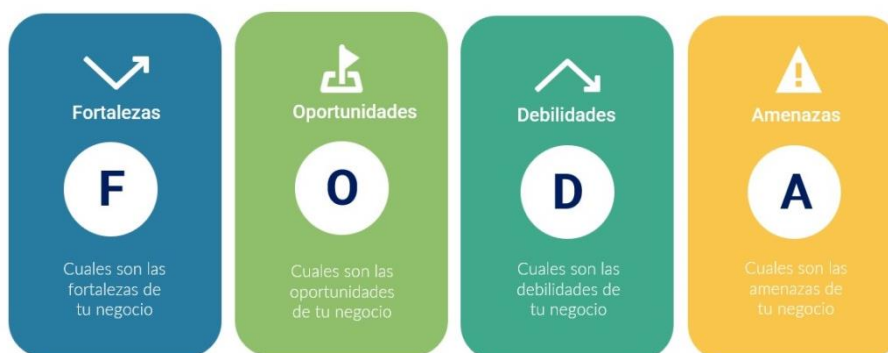 Fortalezas
F
Cuales son las
fortalezas de
tu negocio
Oportunidades
O
Cuales son las
oportunidades
de tu negocio
Debilidades
D
Cuales son las
debilidades de
tu negocio
Amenazas
A
Cuales son las
amenazas de
tu negocio